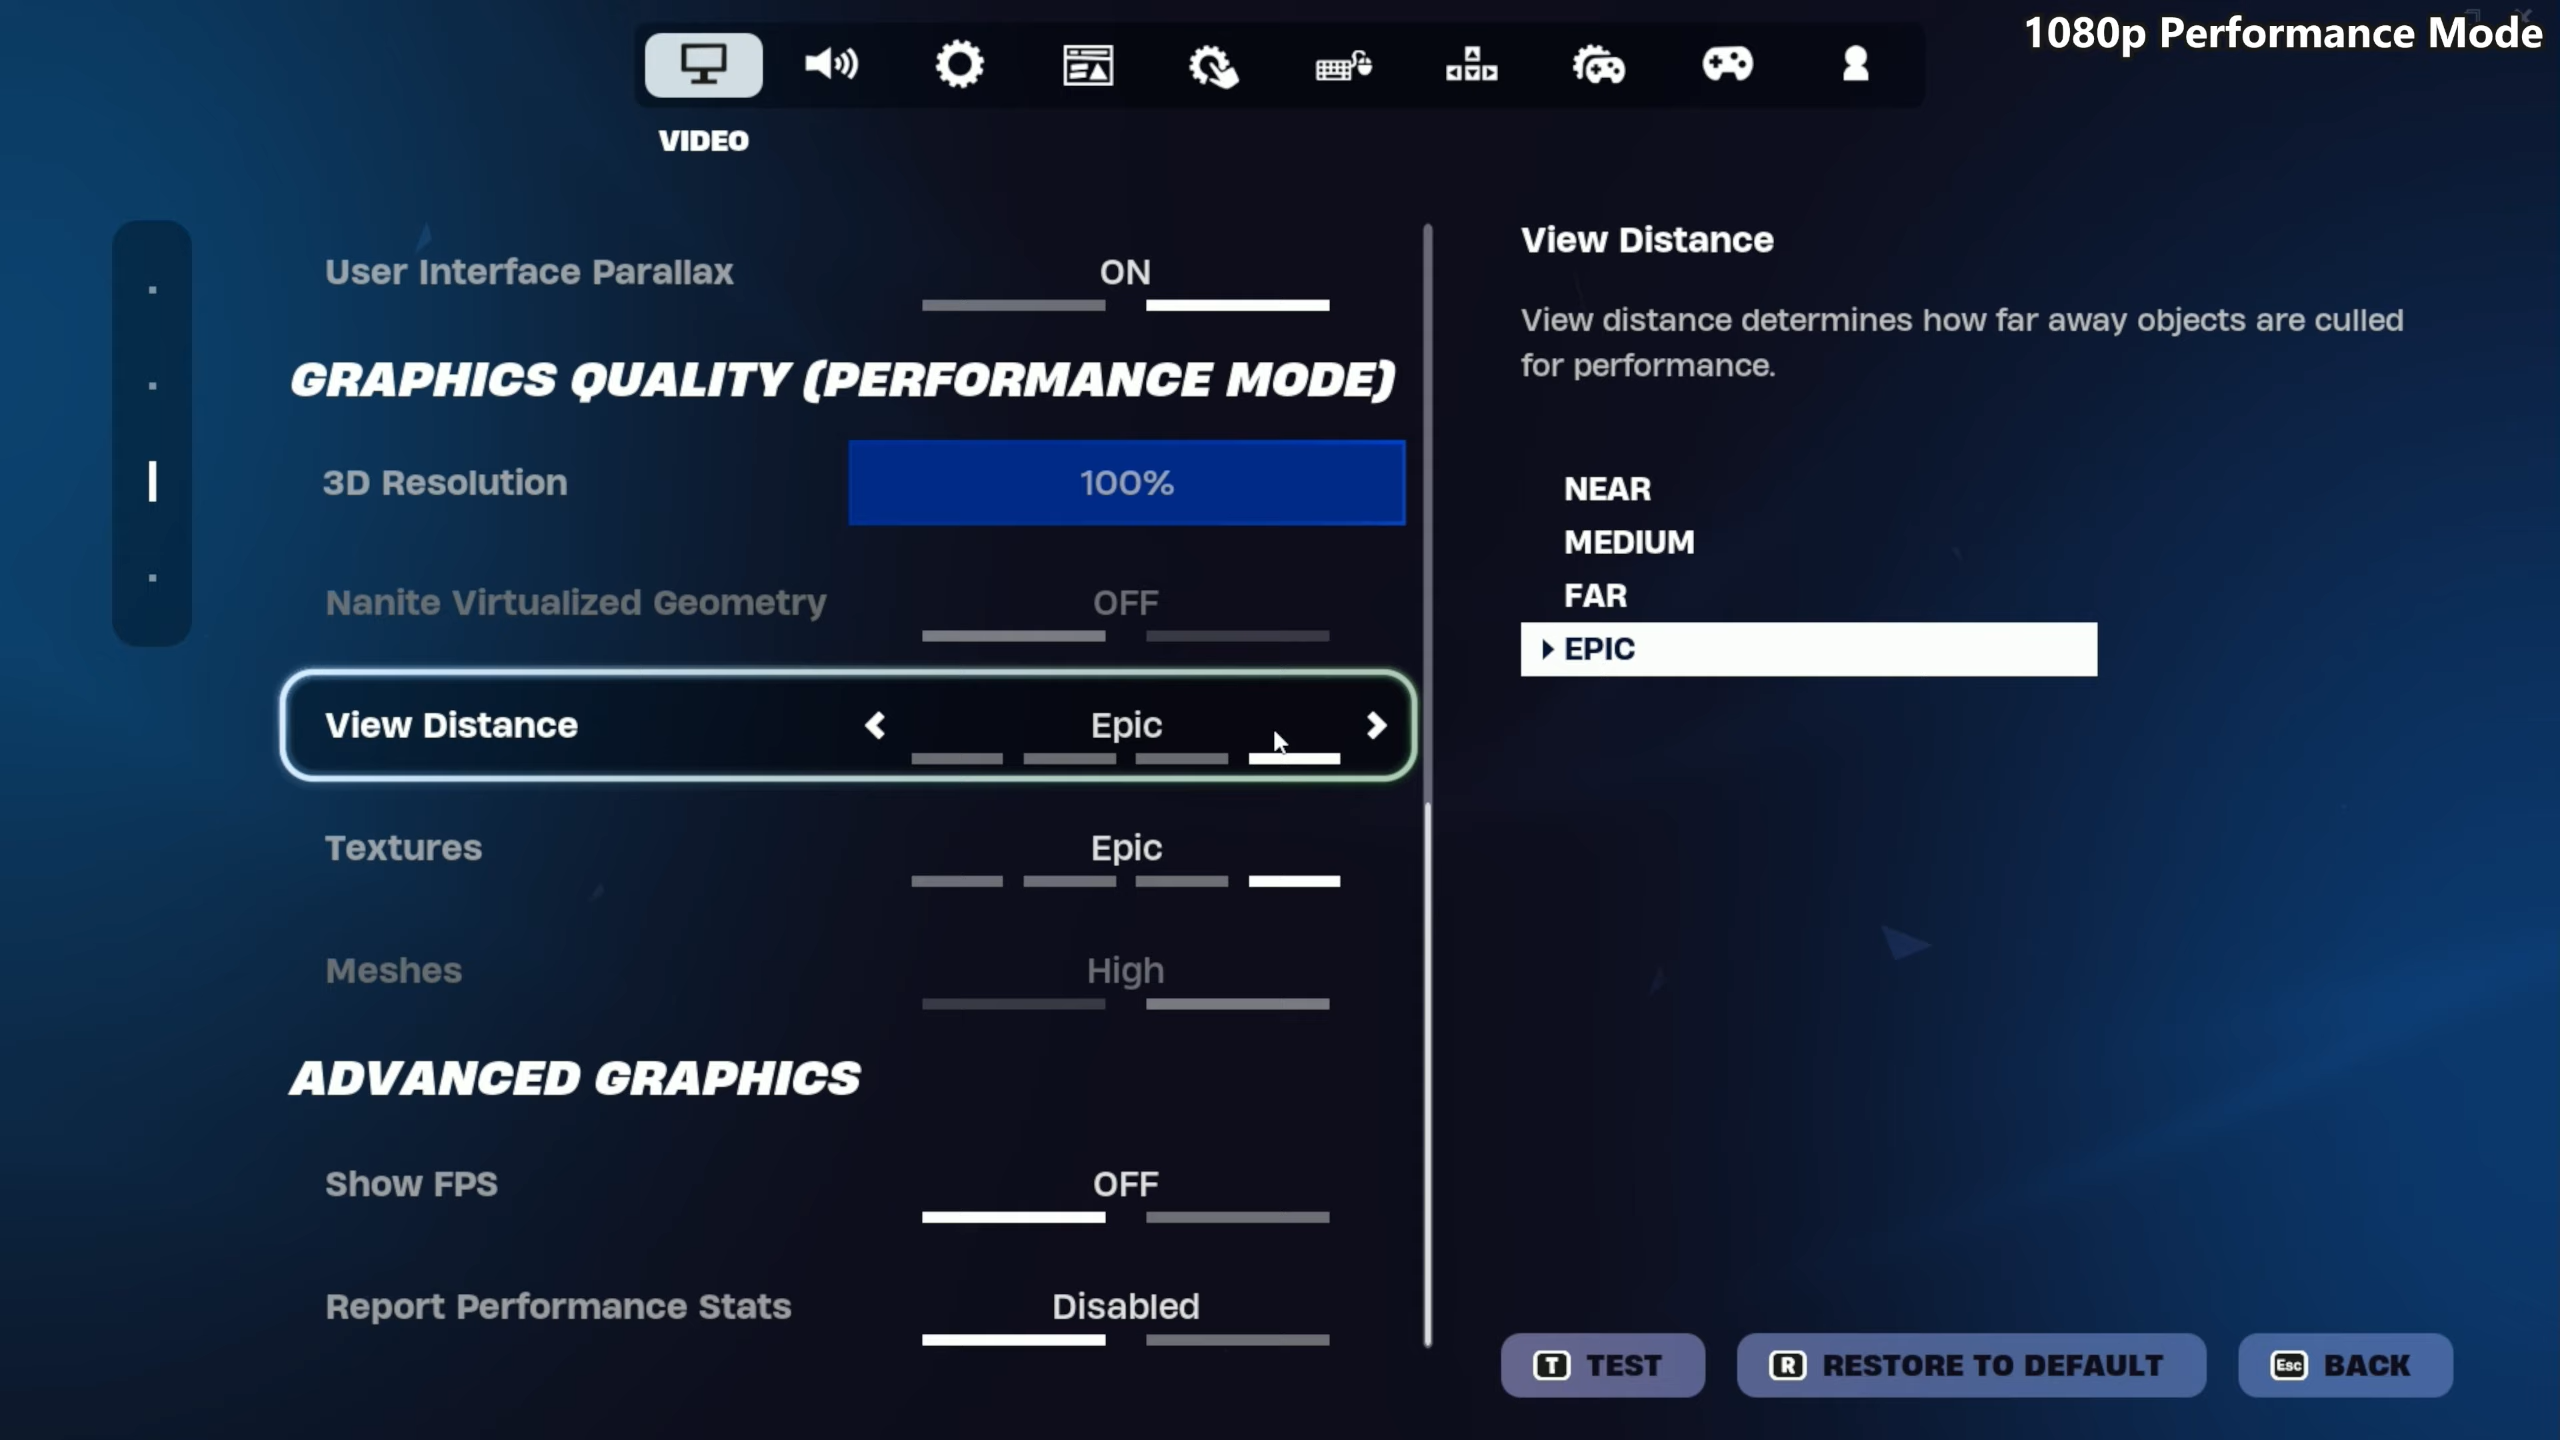 1080p Performance Mode
VIDEO
User Interface Parallax ON
GRAPHICS QUALITY (PERFORMANCE MODE)
3D Resolution 100%
Nanite Virtualized Geometry OFF
View Distance Epic
Textures Epic
Meshes High
ADVANCED GRAPHICS
Show FPS OFF
Report Performance Stats Disabled
View Distance
View distance determines how far away objects are culled
for performance.
NEAR
MEDIUM
FAR
EPIC
T TEST
R RESTORE TO DEFAULT
Esc BACK